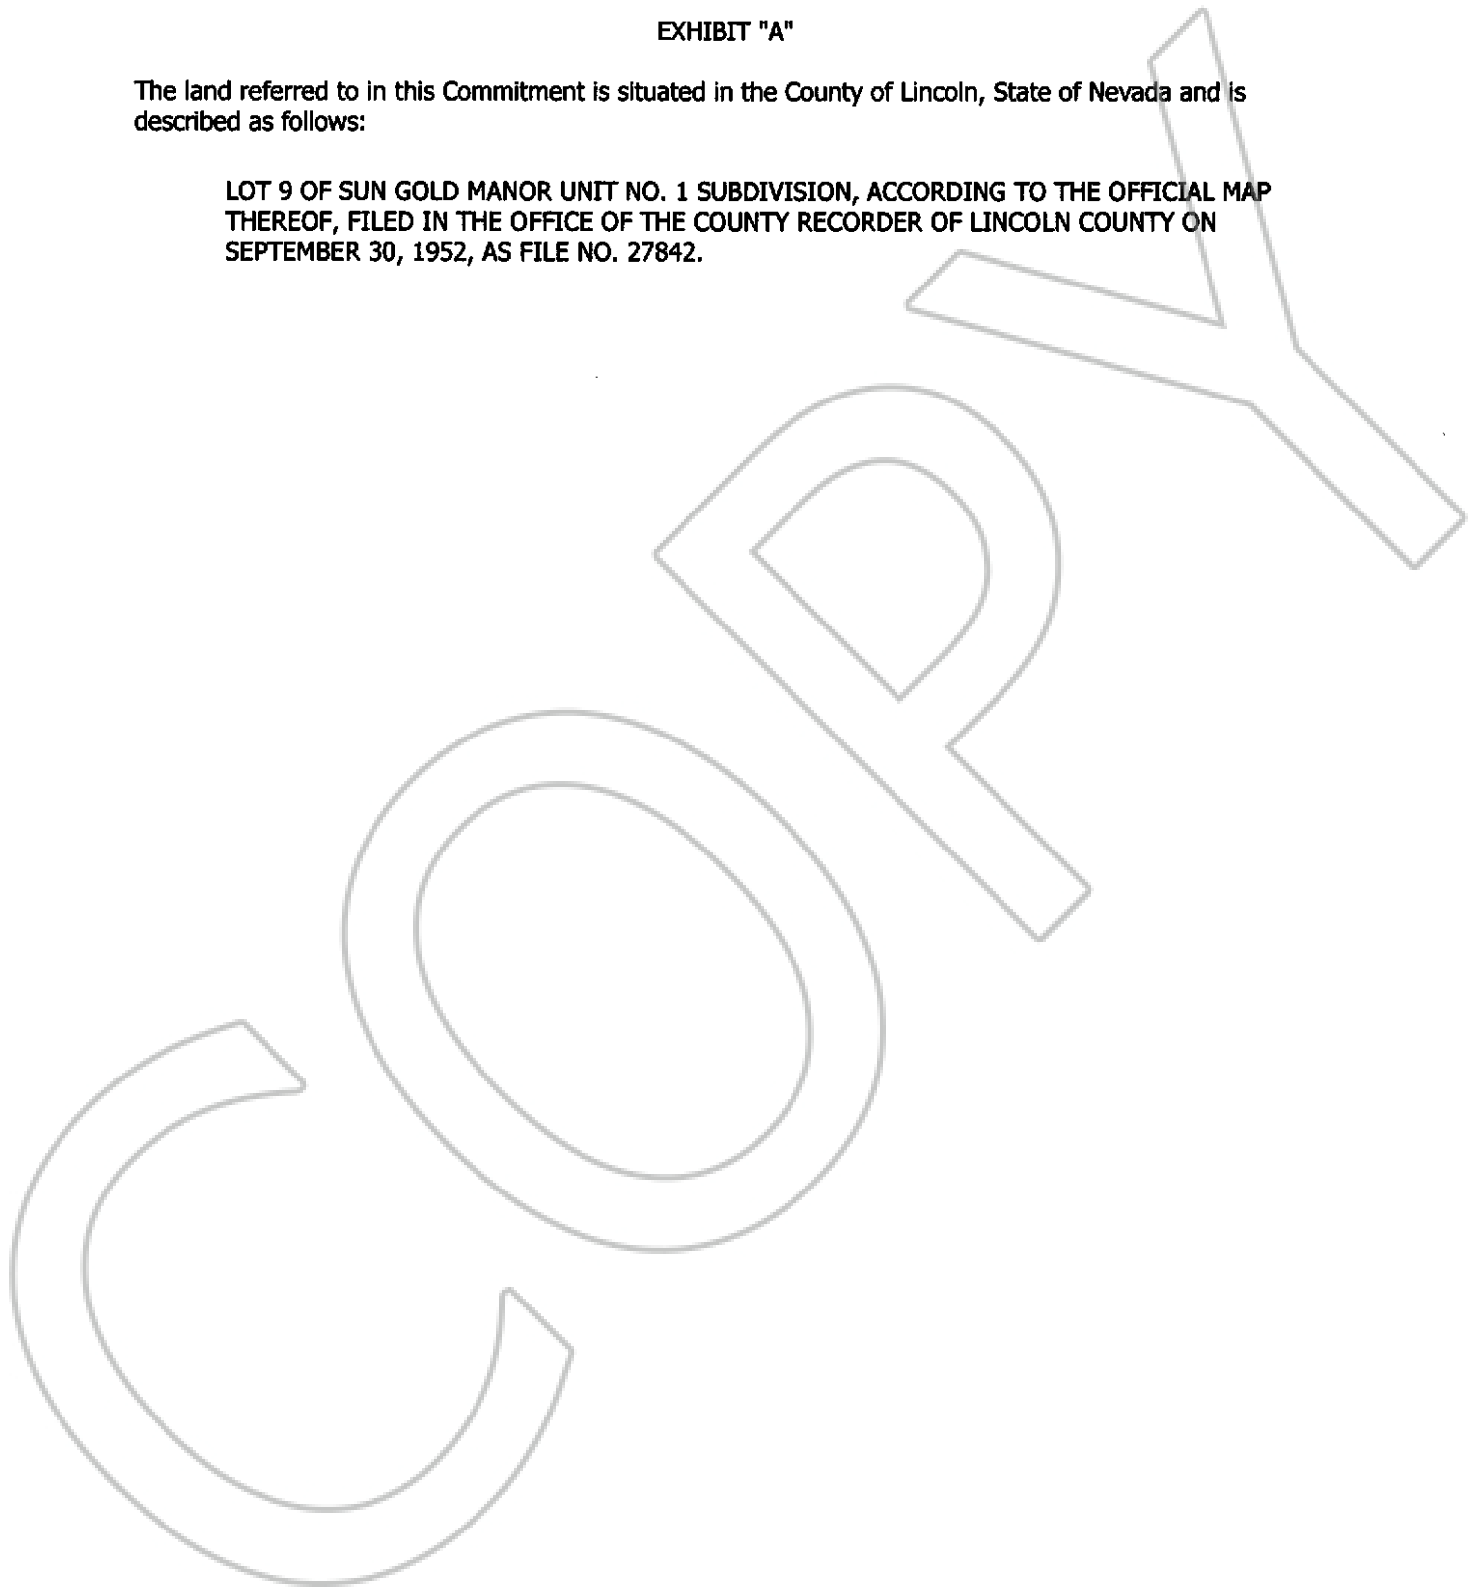 EXHIBIT "A"
The land referred to in this Commitment is situated in the County of Lincoln, State of Nevada and is
described as follows:
LOT 9 OF SUN GOLD MANOR UNIT NO. 1 SUBDIVISION, ACCORDING TO THE OFFICIAL MAP
THEREOF, FILED IN THE OFFICE OF THE COUNTY RECORDER OF LINCOLN COUNTY ON
SEPTEMBER 30, 1952, AS FILE NO. 27842.
COPY